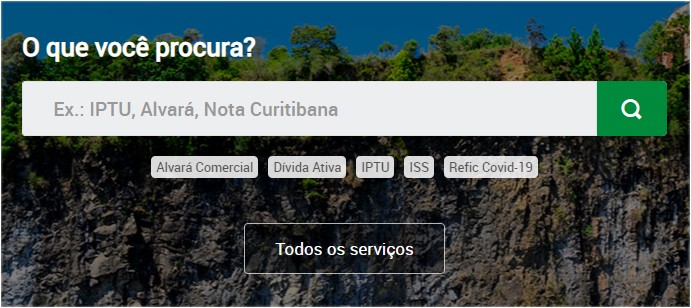 O que você procura?
Ex.: IPTU, Alvará, Nota Curitibana
Alvará Comercial Dívida Ativa IPTU ISS Refic Covid-19
Todos os serviços